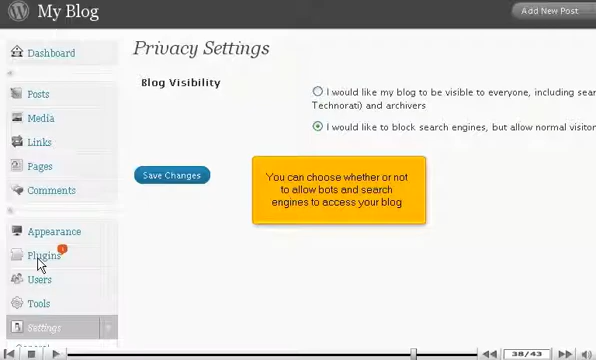 My Blog
Add New Post
Dashboard
Privacy Settings
Blog Visibility
I would like my blog to be visible to everyone, including sear
Technorati) and archivers
I would like to block search engines, but allow normal visitor
Posts
Media
Links
Pages
Comments
Save Changes
You can choose whether or not
to allow bots and search
engines to access your blog
Appearance
Plugins
Users
Tools
Settings
General
38/43